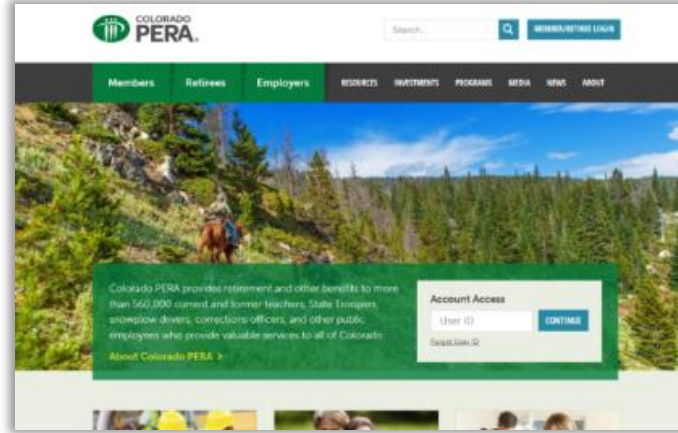 COLORADO
PERA®
Search...
MEMBER/RETIREE LOGIN
Members
Retirees
Employers
RESOURCES
INVESTMENTS
PROGRAMS
MEDIA
NEWS
ABOUT
Colorado PERA provides retirement and other benefits to more
than 560,000 current and former teachers, State Troopers,
snowplow drivers, corrections officers, and other public
employees who provide valuable services to all of Colorado.
About Colorado PERA >
Account Access
User ID
CONTINUE
Forgot User ID